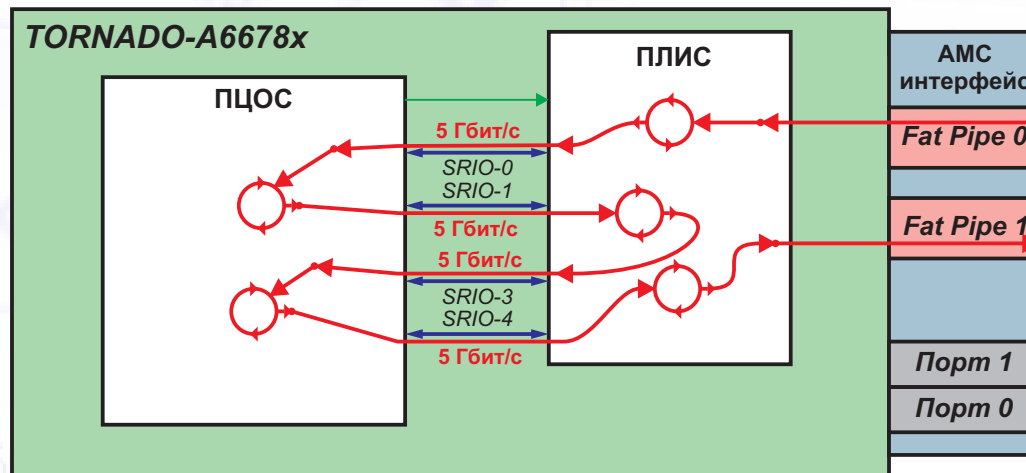 TORNADO-A6678x
ПЦОС
ПЛИС
АМС
интерфейс
5 Гбит/с
SRIO-0
SRIO-1
5 Гбит/с
5 Гбит/с
SRIO-3
SRIO-4
5 Гбит/с
Fat Pipe 0
Fat Pipe 1
Порт 1
Порт 0